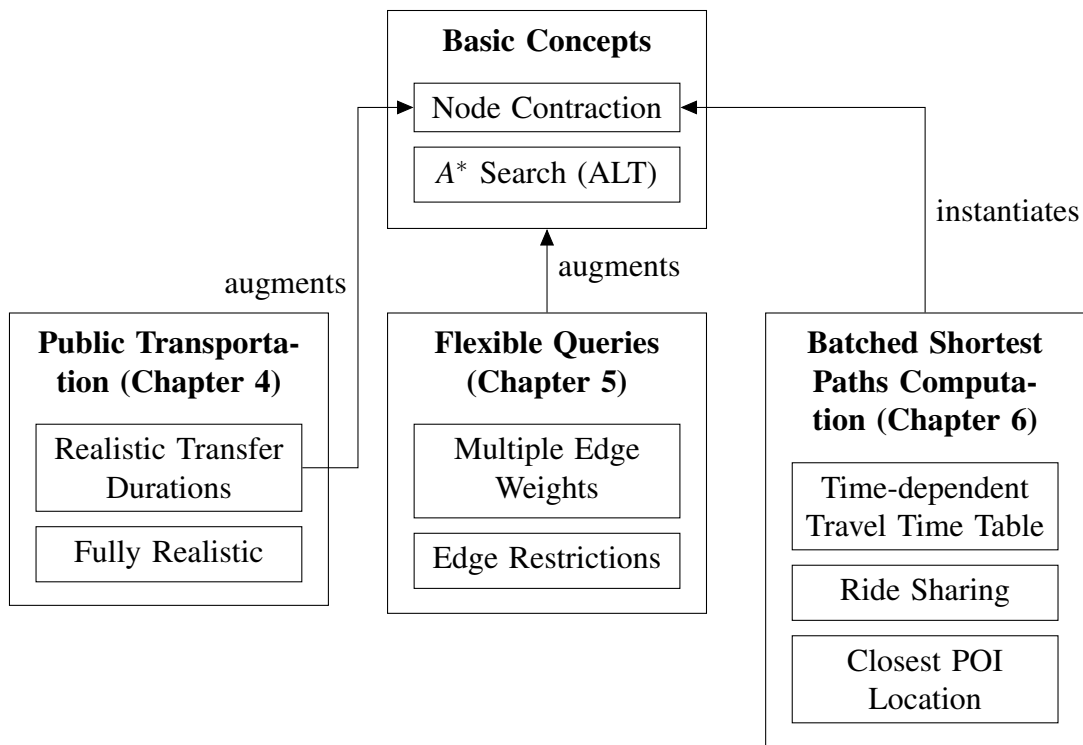 Basic Concepts
Node Contraction
A* Search (ALT)
instantiates
augments
augments
Public Transporta-
tion (Chapter 4)
Realistic Transfer
Durations
Fully Realistic
Flexible Queries
(Chapter 5)
Multiple Edge
Weights
Edge Restrictions
Batched Shortest
Paths Computa-
tion (Chapter 6)
Time-dependent
Travel Time Table
Ride Sharing
Closest POI
Location